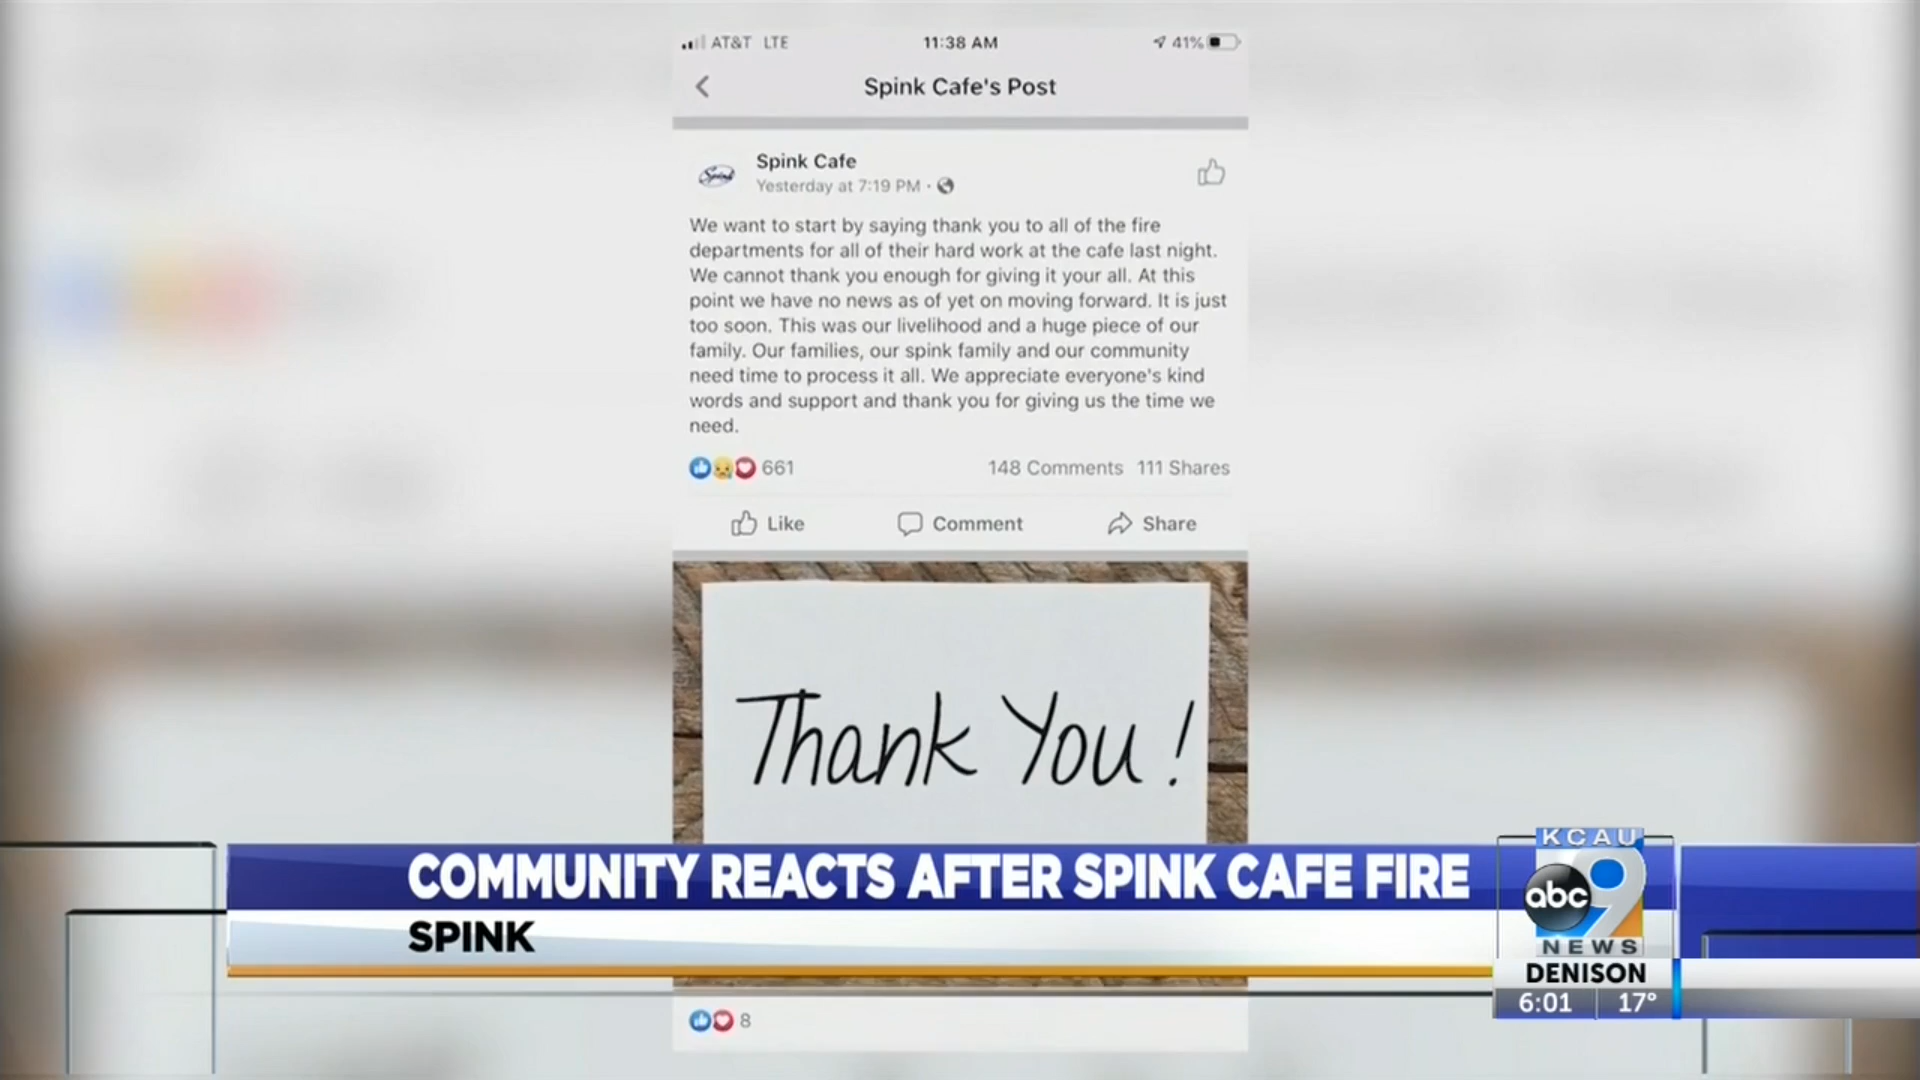 AT&T LTE 11:38 AM 41%
Spink Cafe's Post
Spink
Spink Cafe
Yesterday at 7:19 PM ·
We want to start by saying thank you to all of the fire
departments for all of their hard work at the cafe last night.
We cannot thank you enough for giving it your all. At this
point we have no news as of yet on moving forward. It is just
too soon. This was our livelihood and a huge piece of our
family. Our families, our spink family and our community
need time to process it all. We appreciate everyone's kind
words and support and thank you for giving us the time we
need.
661 148 Comments 111 Shares
Like Comment Share
Thank You!
COMMUNITY REACTS AFTER SPINK CAFE FIRE
SPINK
KCAU
abc 9
NEWS
DENISON
6:01 17°
8